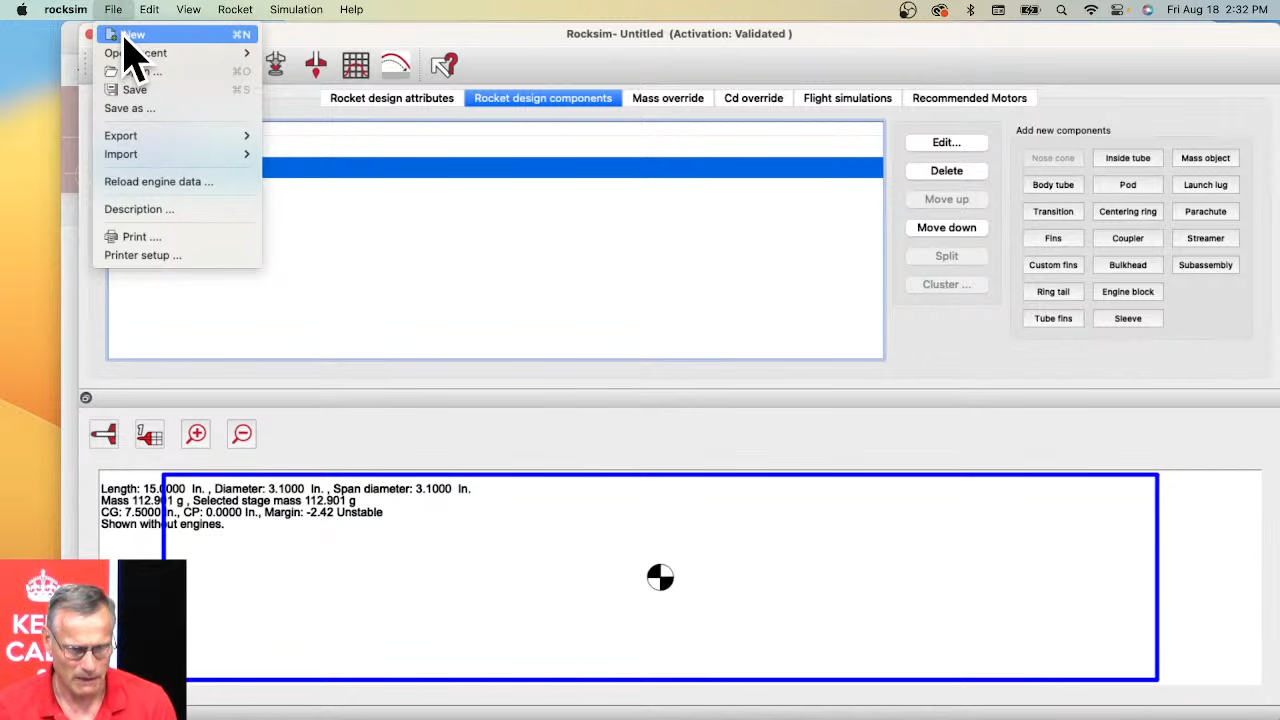 rocksim File Edit View Rocket Help Fri Aug 18 2:32 PM
Rocksim- Untitled (Activation: Validated )
New ⌘N
Open ⌘O
Save ⌘S
Save as ...
Export
Import
Reload engine data ...
Description ...
Print ....
Printer setup ...
Rocket design attributes Rocket design components Mass override Cd override Flight simulations Recommended Motors
Edit...
Delete
Move up
Move down
Split
Cluster ...
Add new components
Nose cone Inside tube Mass object
Body tube Pod Launch lug
Transition Centering ring Parachute
Fins Coupler Streamer
Custom fins Bulkhead Subassembly
Ring tail Engine block
Tube fins Sleeve
Length: 15.0000 In. , Diameter: 3.1000 In. , Span diameter: 3.1000 In.
Mass 112.901 g , Selected stage mass 112.901 g
CG: 7.5000 In., CP: 0.0000 In., Margin: -2.42 Unstable
Shown without engines.